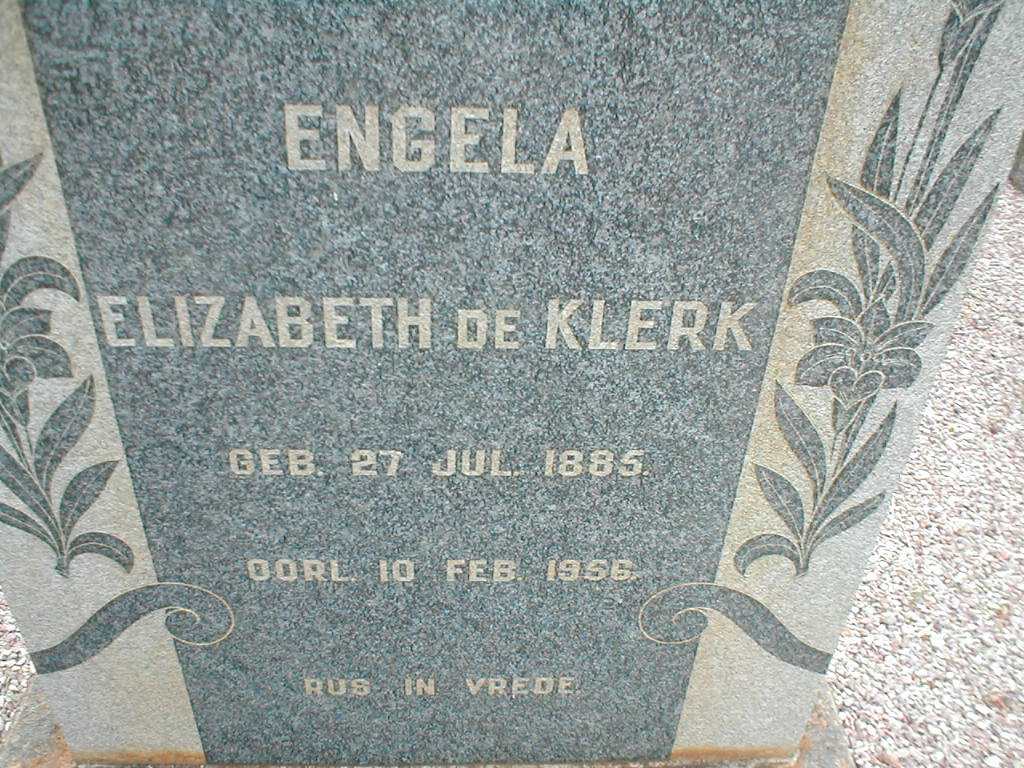 ENGELA
ELIZABETH DE KLERK
GEB. 27 JUL. 1885.
OORL. 10 FEB. 1956.
RUS IN VREDE.